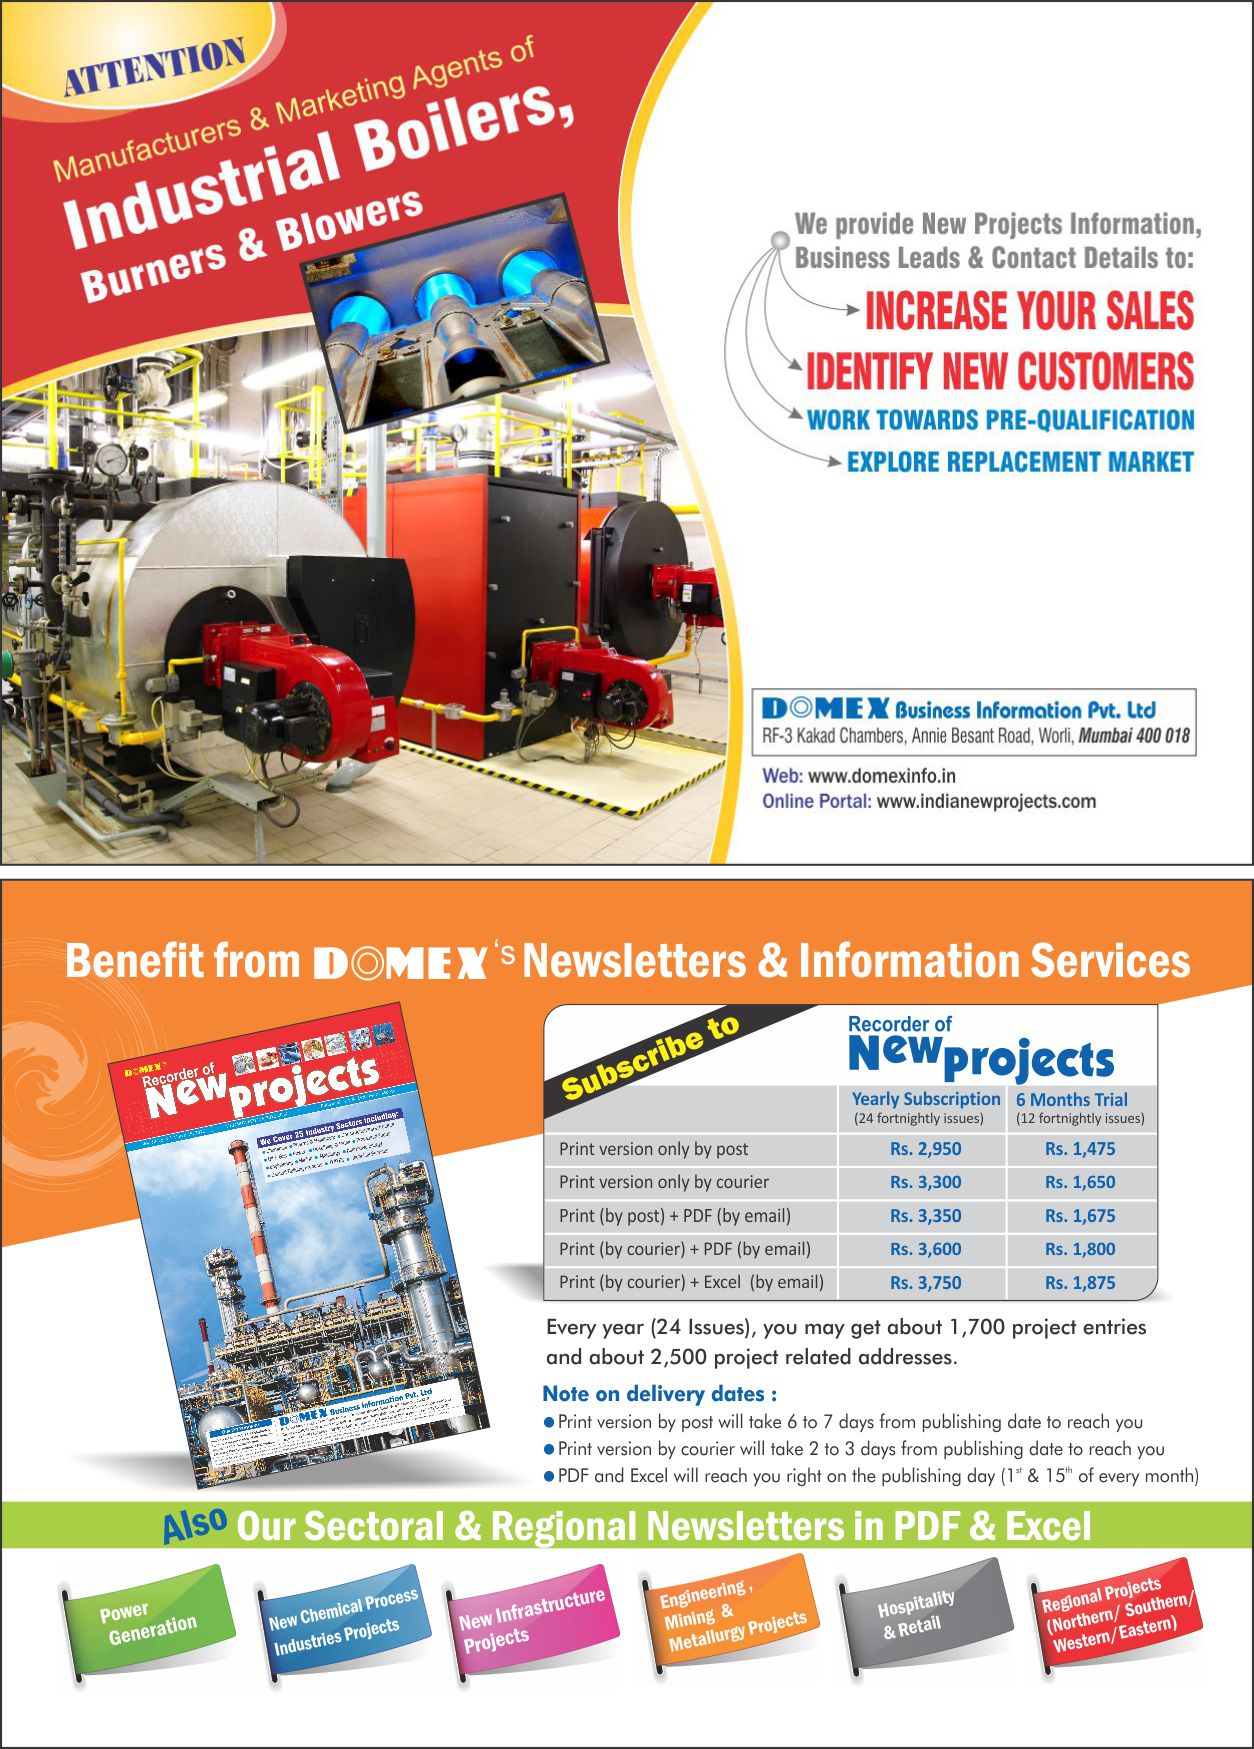 ATTENTION
Manufacturers & Marketing Agents of
Industrial Boilers,
Burners & Blowers
We provide New Projects Information,
Business Leads & Contact Details to:
INCREASE YOUR SALES
IDENTIFY NEW CUSTOMERS
WORK TOWARDS PRE-QUALIFICATION
EXPLORE REPLACEMENT MARKET
DOMEX Business Information Pvt. Ltd
RF-3 Kakad Chambers, Annie Besant Road, Worli, Mumbai 400 018
Web: www.domexinfo.in
Online Portal: www.indianewprojects.com
Benefit from DOMEX‘s Newsletters & Information Services
DOMEX
Recorder of
Newprojects
We Cover 25 Industry Sectors Including:
DOMEX Business Information Pvt. Ltd
Subscribe to
Recorder of
Newprojects
Yearly Subscription 6 Months Trial
(24 fortnightly issues) (12 fortnightly issues)
Print version only by post Rs. 2,950 Rs. 1,475
Print version only by courier Rs. 3,300 Rs. 1,650
Print (by post) + PDF (by email) Rs. 3,350 Rs. 1,675
Print (by courier) + PDF (by email) Rs. 3,600 Rs. 1,800
Print (by courier) + Excel (by email) Rs. 3,750 Rs. 1,875
Every year (24 Issues), you may get about 1,700 project entries
and about 2,500 project related addresses.
Note on delivery dates :
● Print version by post will take 6 to 7 days from publishing date to reach you
● Print version by courier will take 2 to 3 days from publishing date to reach you
● PDF and Excel will reach you right on the publishing day (1st & 15th of every month)
Also Our Sectoral & Regional Newsletters in PDF & Excel
Power
Generation
New Chemical Process
Industries Projects
New Infrastructure
Projects
Engineering ,
Mining &
Metallurgy Projects
Hospitality
& Retail
Regional Projects
(Northern/ Southern/
Western/Eastern)